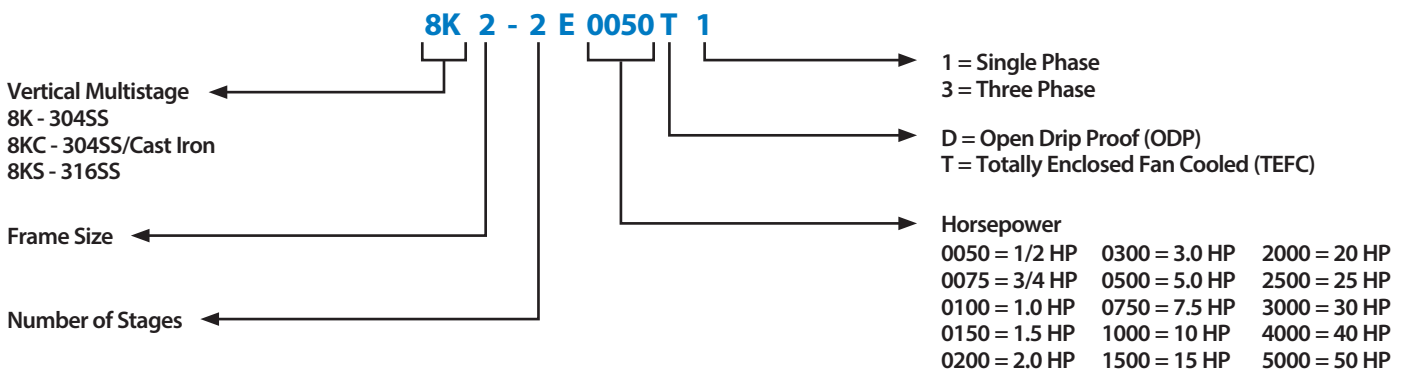 8K 2 - 2 E 0050 T 1
Vertical Multistage
8K - 304SS
8KC - 304SS/Cast Iron
8KS - 316SS
Frame Size
Number of Stages
1 = Single Phase
3 = Three Phase
D = Open Drip Proof (ODP)
T = Totally Enclosed Fan Cooled (TEFC)
Horsepower
0050 = 1/2 HP 0300 = 3.0 HP 2000 = 20 HP
0075 = 3/4 HP 0500 = 5.0 HP 2500 = 25 HP
0100 = 1.0 HP 0750 = 7.5 HP 3000 = 30 HP
0150 = 1.5 HP 1000 = 10 HP 4000 = 40 HP
0200 = 2.0 HP 1500 = 15 HP 5000 = 50 HP